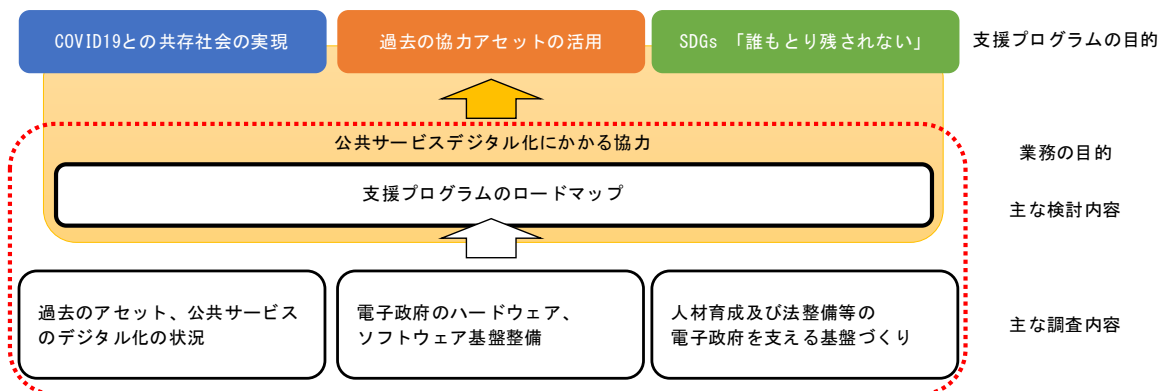 COVID19との共存社会の実現
過去の協力アセットの活用
SDGs 「誰もとり残されない」
支援プログラムの目的
公共サービスデジタル化にかかる協力
業務の目的
支援プログラムのロードマップ
主な検討内容
過去のアセット、公共サービス
のデジタル化の状況
電子政府のハードウェア、
ソフトウェア基盤整備
人材育成及び法整備等の
電子政府を支える基盤づくり
主な調査内容